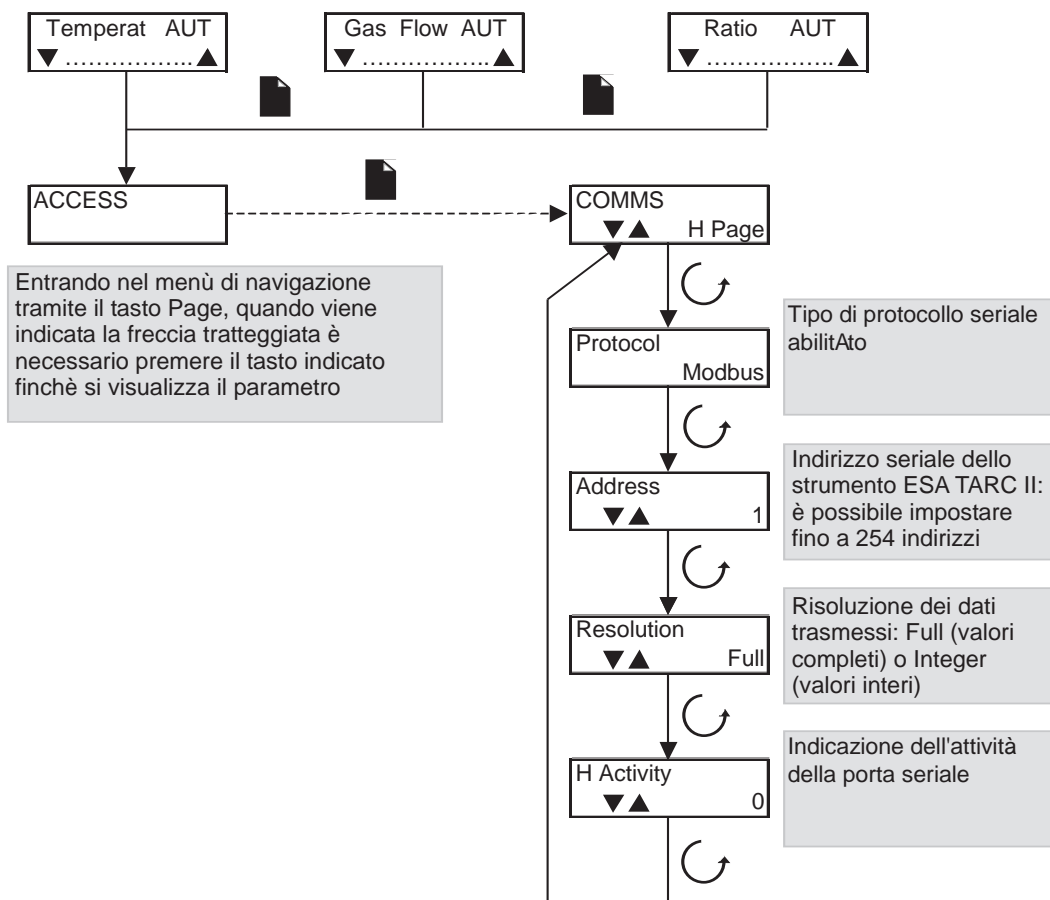 Temperat AUT
▼ ................ ▲
Gas Flow AUT
▼ ................ ▲
Ratio AUT
▼ ................ ▲
ACCESS
COMMS
▼▲ H Page
Entrando nel menù di navigazione
tramite il tasto Page, quando viene
indicata la freccia tratteggiata è
necessario premere il tasto indicato
finchè si visualizza il parametro
Protocol
Modbus
Tipo di protocollo seriale
abilitAto
Address
▼▲ 1
Indirizzo seriale dello
strumento ESA TARC II:
è possibile impostare
fino a 254 indirizzi
Resolution
▼▲ Full
Risoluzione dei dati
trasmessi: Full (valori
completi) o Integer
(valori interi)
H Activity
▼▲ 0
Indicazione dell'attività
della porta seriale